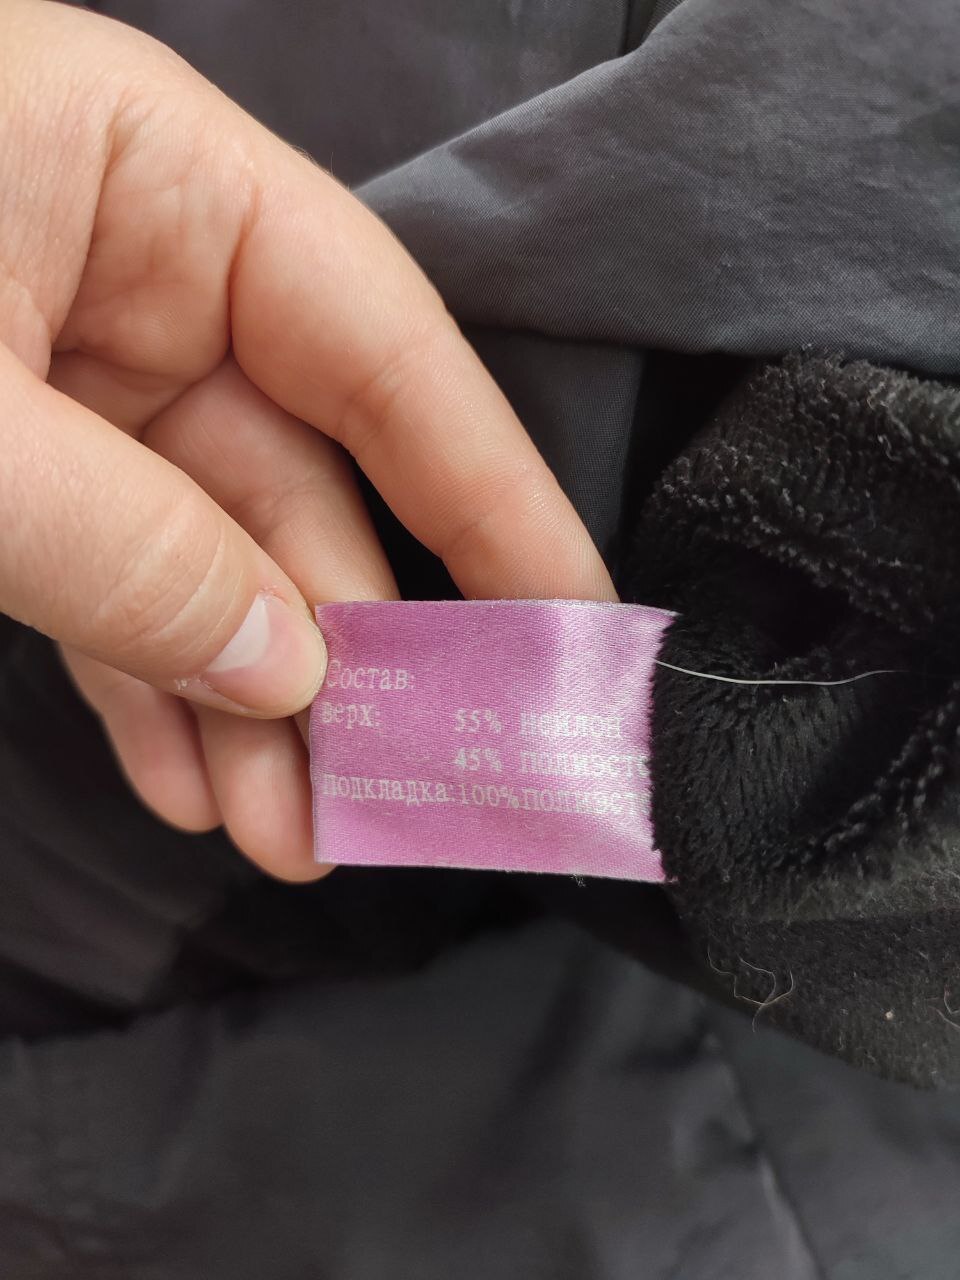 Состав:
верх: 55% нейлон
45% полиэсте
Подкладка:100%полиэсте